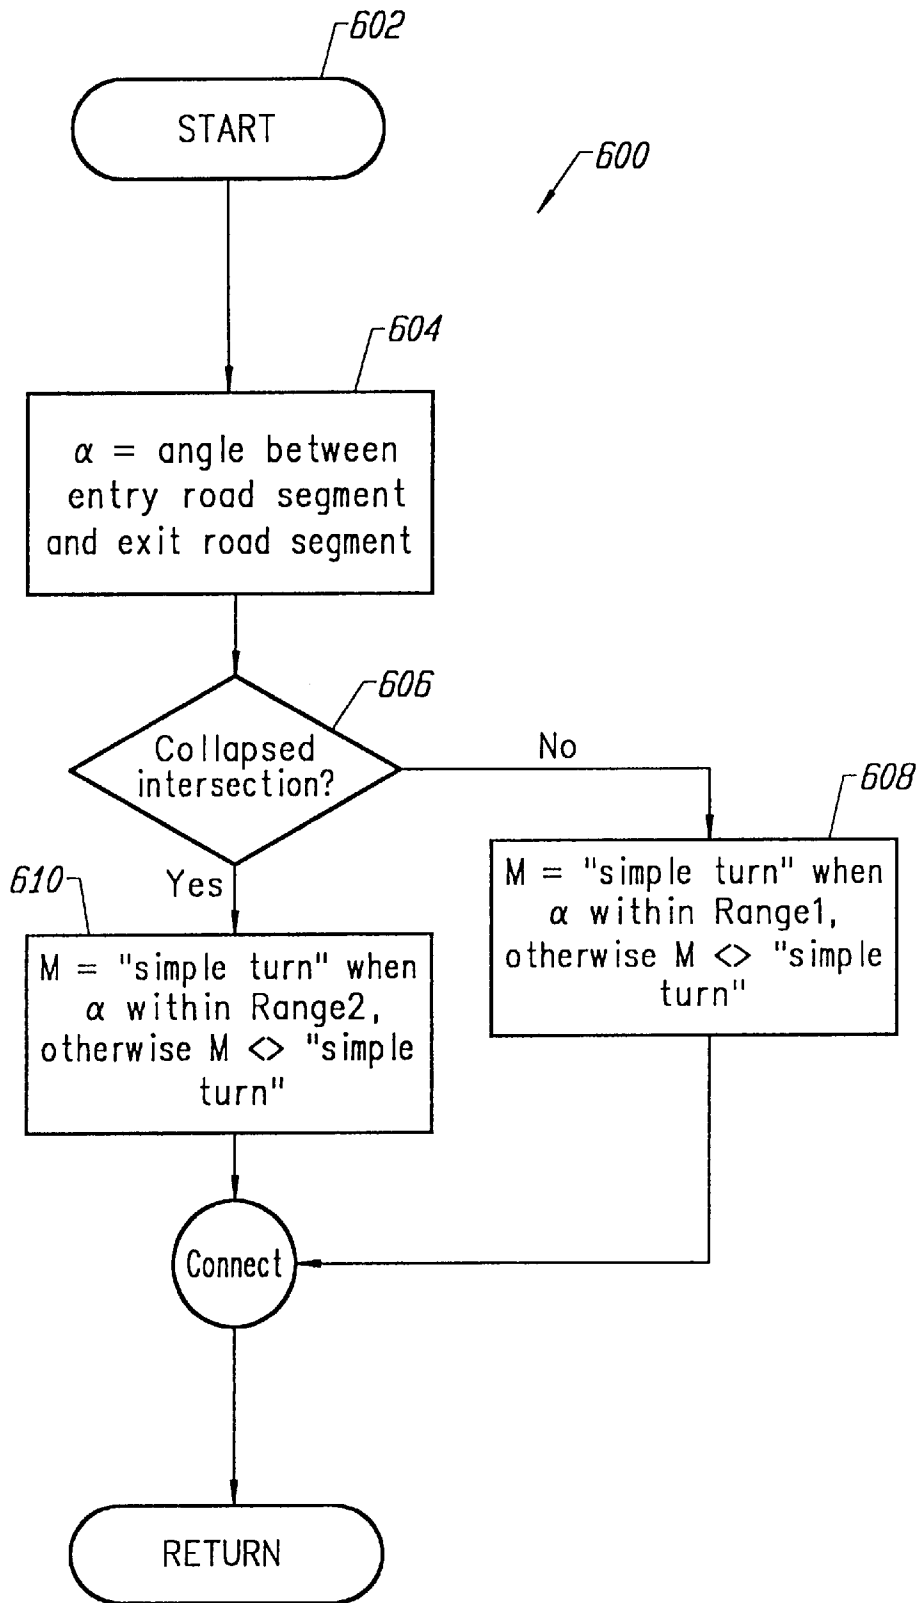 602
START
600
604
α = angle between
entry road segment
and exit road segment
606
Collapsed
intersection?
No
608
M = "simple turn" when
α within Range1,
otherwise M <> "simple
turn"
Yes
610
M = "simple turn" when
α within Range2,
otherwise M <> "simple
turn"
Connect
RETURN